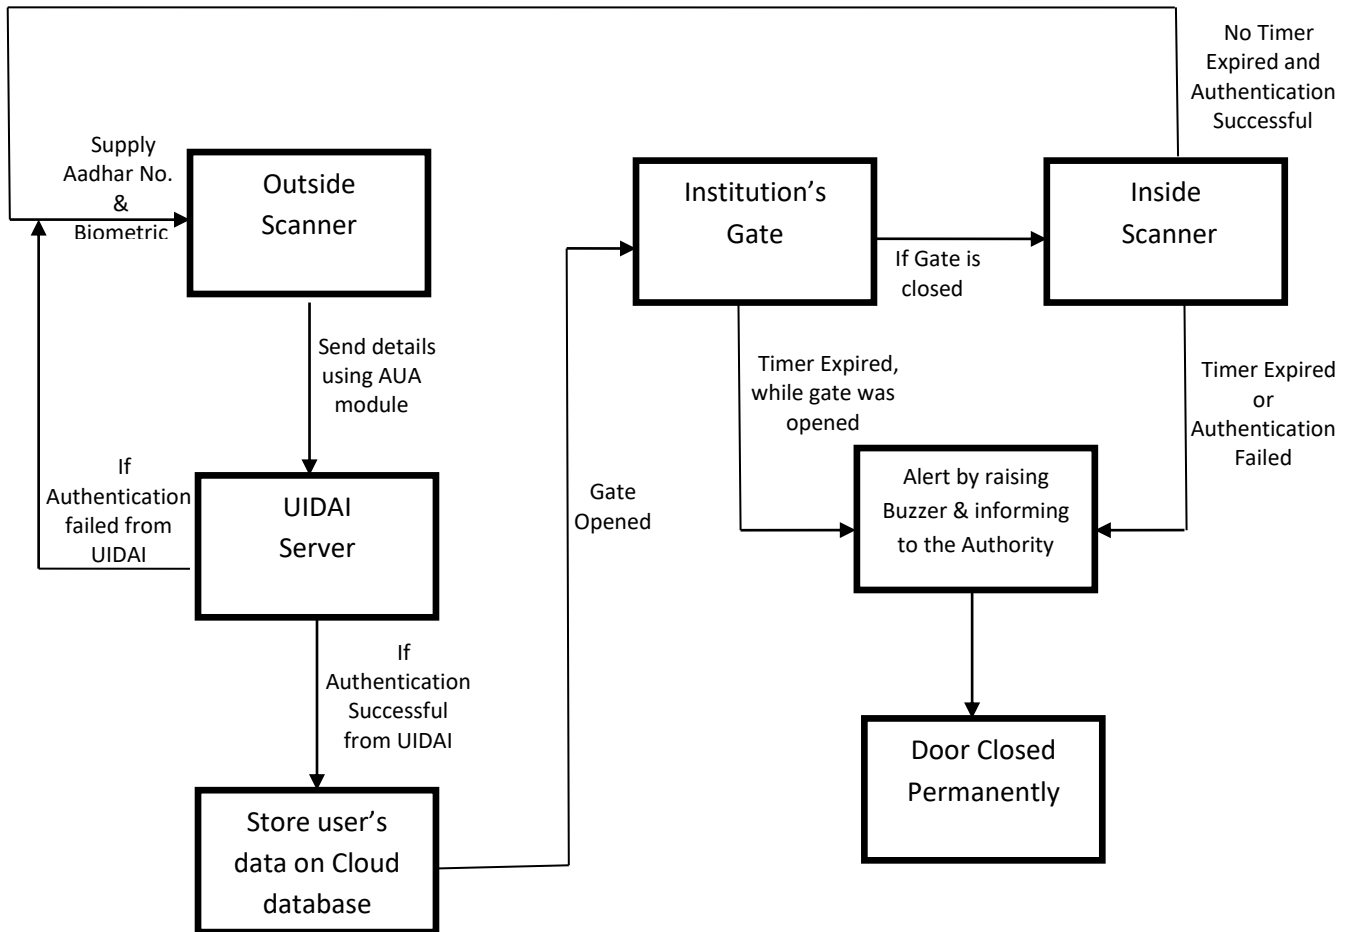 No Timer
Expired and
Authentication
Successful
Supply
Aadhar No.
&
Biometric
Outside
Scanner
Institution’s
Gate
If Gate is
closed
Inside
Scanner
Send details
using AUA
module
Timer Expired,
while gate was
opened
Timer Expired
or
Authentication
Failed
If
Authentication
failed from
UIDAI
UIDAI
Server
Gate
Opened
Alert by raising
Buzzer & informing
to the Authority
If
Authentication
Successful
from UIDAI
Door Closed
Permanently
Store user’s
data on Cloud
database